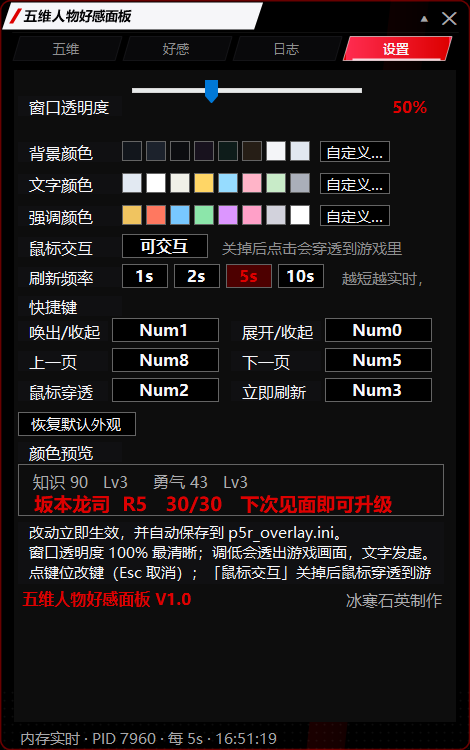 五维人物好感面板
五维 好感 日志 设置
窗口透明度 50%
背景颜色 自定义...
文字颜色 自定义...
强调颜色 自定义...
鼠标交互 可交互 关掉后点击会穿透到游戏里
刷新频率 1s 2s 5s 10s 越短越实时，
快捷键
唤出/收起 Num1 展开/收起 Num0
上一页 Num8 下一页 Num5
鼠标穿透 Num2 立即刷新 Num3
恢复默认外观
颜色预览
知识 90 Lv3 勇气 43 Lv3
坂本龙司 R5 30/30 下次见面即可升级
改动立即生效，并自动保存到 p5r_overlay.ini。
窗口透明度 100% 最清晰；调低会透出游戏画面，文字发虚。
点键位改键（Esc 取消）；「鼠标交互」关掉后鼠标穿透到游
五维人物好感面板 V1.0 冰寒石英制作
内存实时 · PID 7960 · 每 5s · 16:51:19